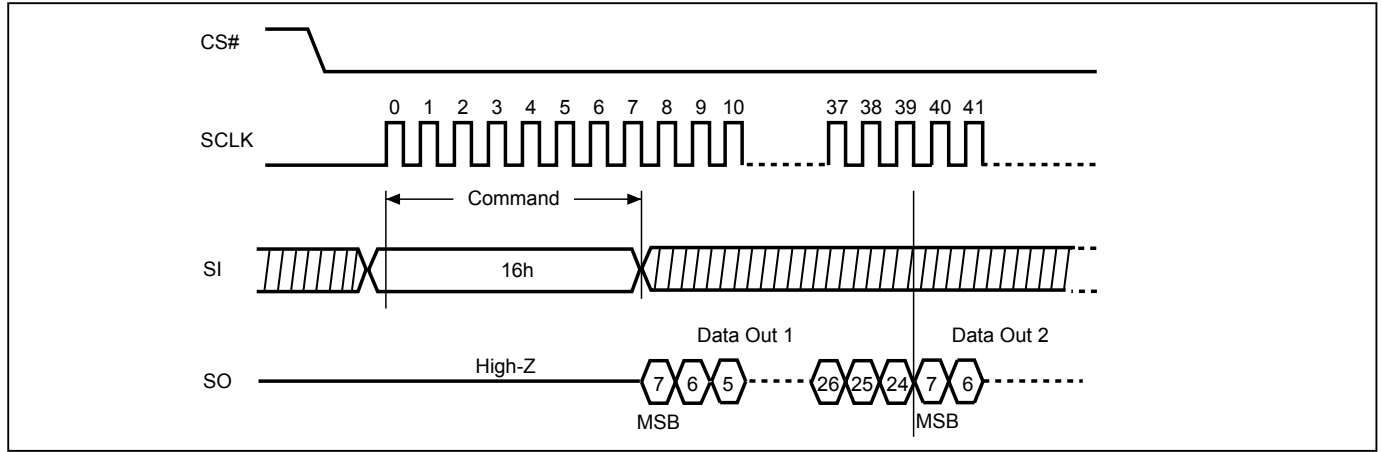 CS#
0 1 2 3 4 5 6 7 8 9 10 37 38 39 40 41
SCLK
Command
SI
16h
Data Out 1 Data Out 2
High-Z
SO
7 6 5 26 25 24 7 6
MSB MSB